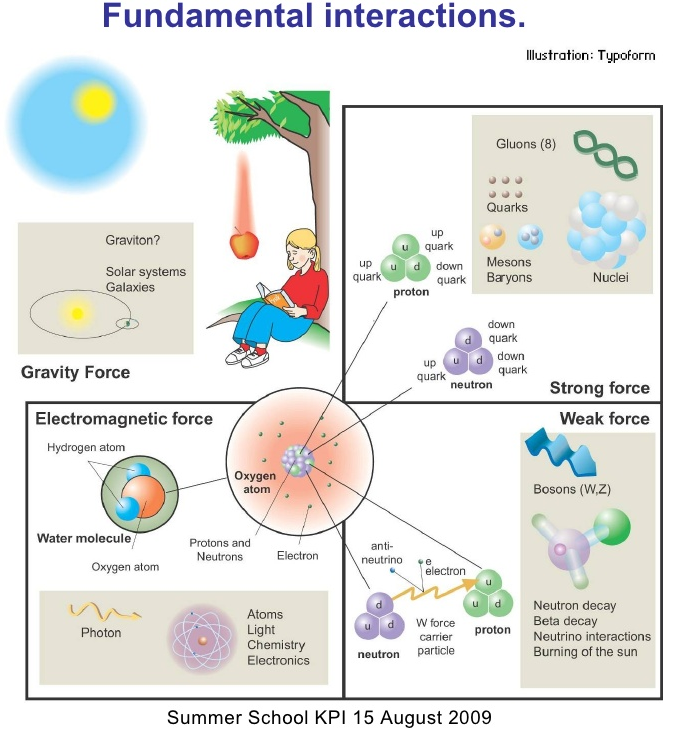 Fundamental interactions.
Illustration: Typoform
Graviton?
Solar systems
Galaxies
Gravity Force
Gluons (8)
Quarks
Mesons
Baryons
Nuclei
up
quark
u
up
quark
u d
down
quark
proton
down
quark
d
up
quark
u d
down
quark
neutron
Strong force
Electromagnetic force
Hydrogen atom
Water molecule
Oxygen atom
Oxygen
atom
Protons and
Neutrons
Electron
Photon
Atoms
Light
Chemistry
Electronics
Weak force
Bosons (W,Z)
anti-
neutrino
e
electron
d
u d
neutron
W force
carrier
particle
u
u d
proton
Neutron decay
Beta decay
Neutrino interactions
Burning of the sun
Summer School KPI 15 August 2009